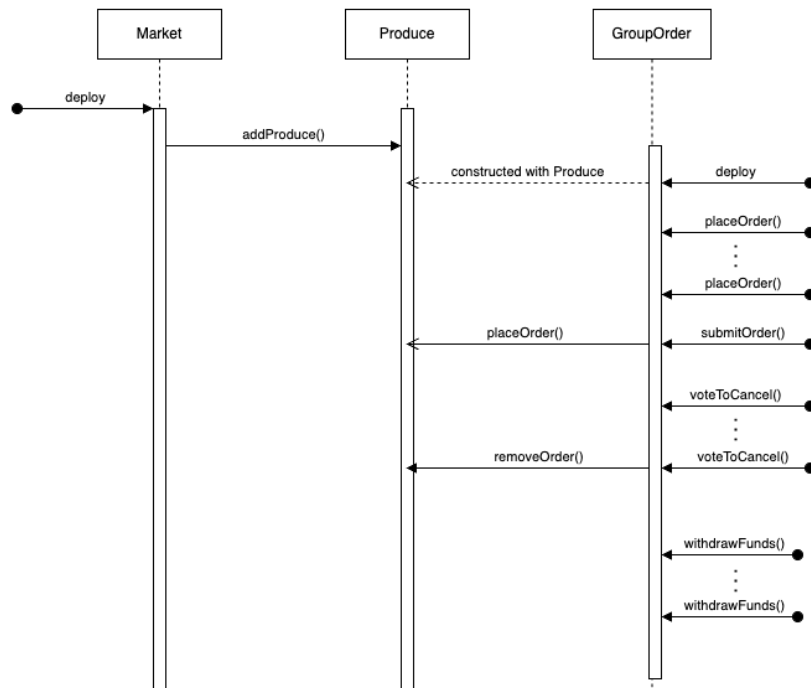 Market
Produce
GroupOrder
deploy
addProduce()
constructed with Produce
deploy
placeOrder()
placeOrder()
placeOrder()
submitOrder()
voteToCancel()
removeOrder()
voteToCancel()
withdrawFunds()
withdrawFunds()